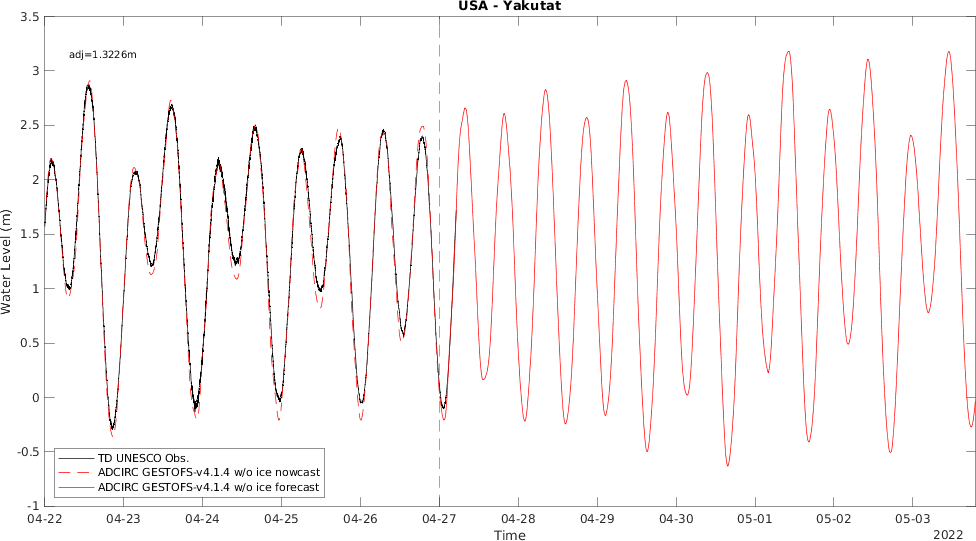 USA - Yakutat
adj=1.3226m
3.5
3
2.5
2
1.5
1
0.5
0
-0.5
-1
Water Level (m)
TD UNESCO Obs.
ADCIRC GESTOFS-v4.1.4 w/o ice nowcast
ADCIRC GESTOFS-v4.1.4 w/o ice forecast
04-22 04-23 04-24 04-25 04-26 04-27 04-28 04-29 04-30 05-01 05-02 05-03
Time
2022